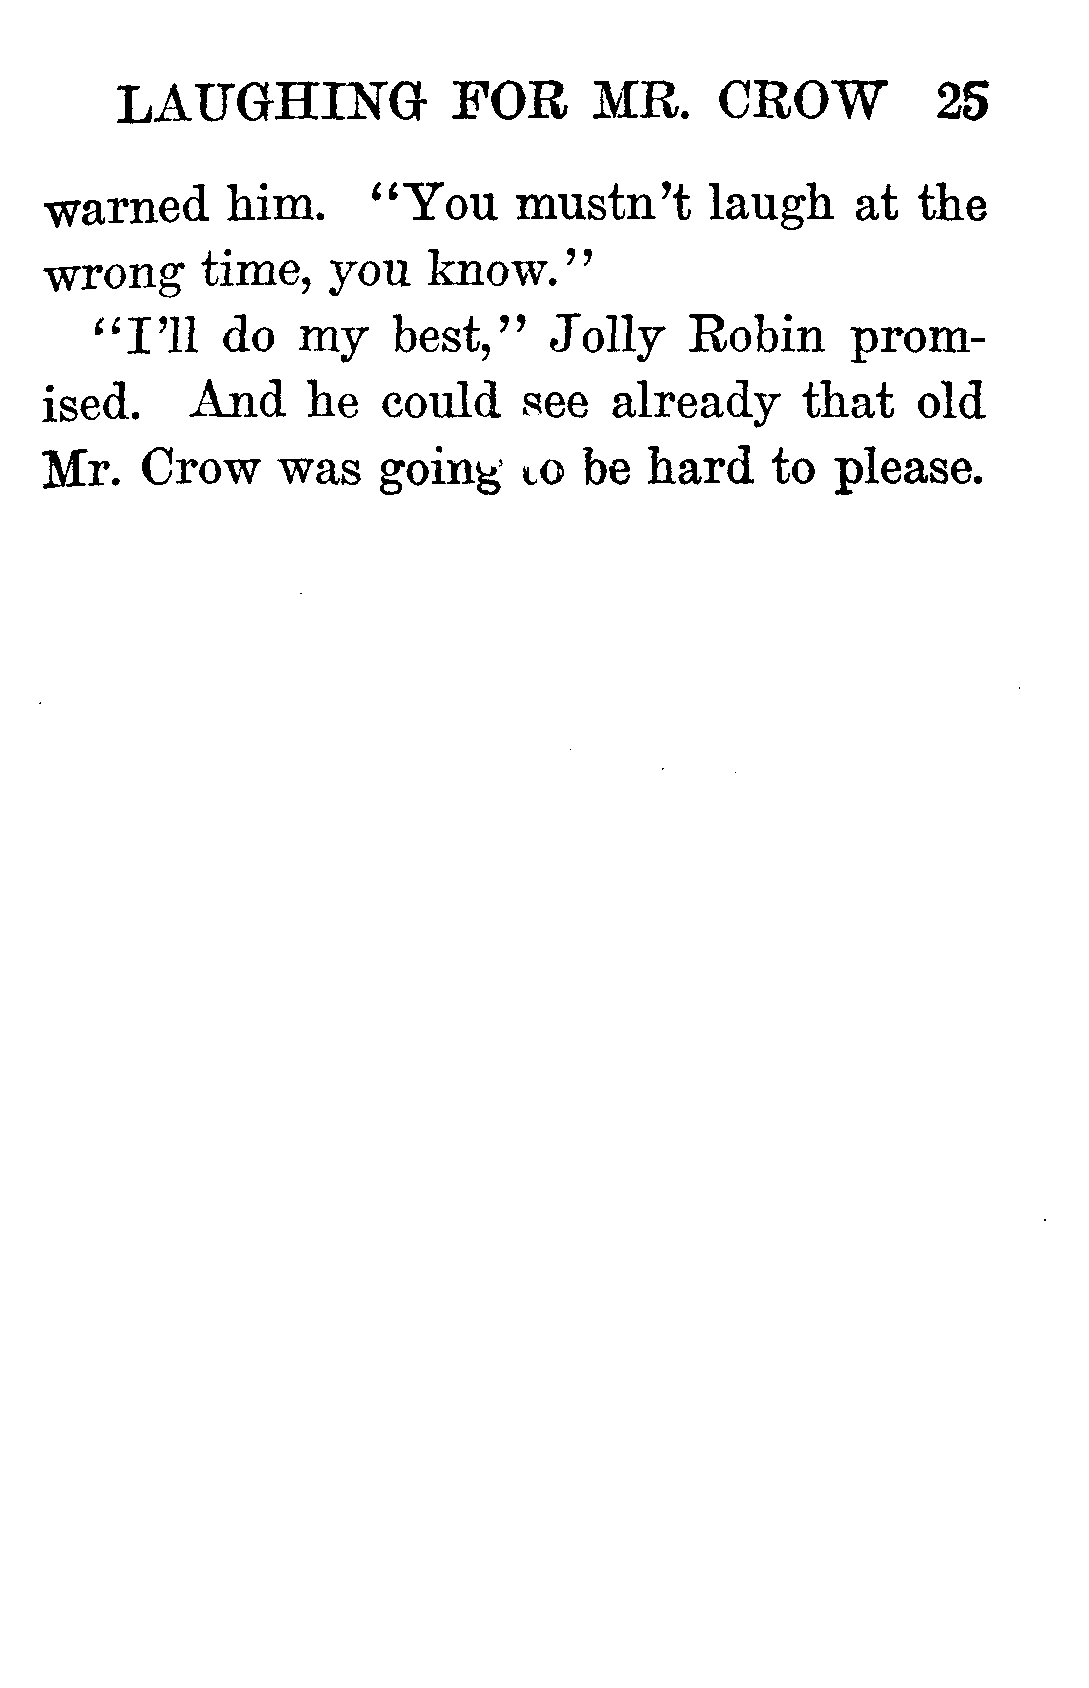 LAUGHING FOR MR. CROW 25
warned him. "You mustn't laugh at the
wrong time, you know."
"I'll do my best," Jolly Robin prom-
ised. And he could see already that old
Mr. Crow was going to be hard to please.